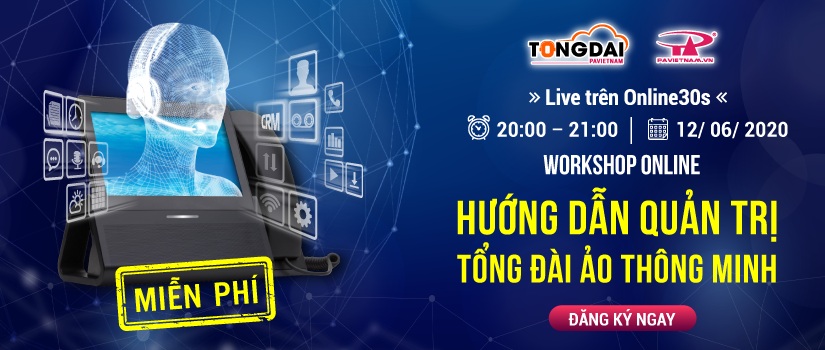 TONGDAI
PAVIETNAM
PA
PAVIETNAM.VN
» Live trên Online30s «
20:00 – 21:00 | 12/ 06/ 2020
WORKSHOP ONLINE
HƯỚNG DẪN QUẢN TRỊ
TỔNG ĐÀI ẢO THÔNG MINH
ĐĂNG KÝ NGAY
CRM
MIỄN PHÍ